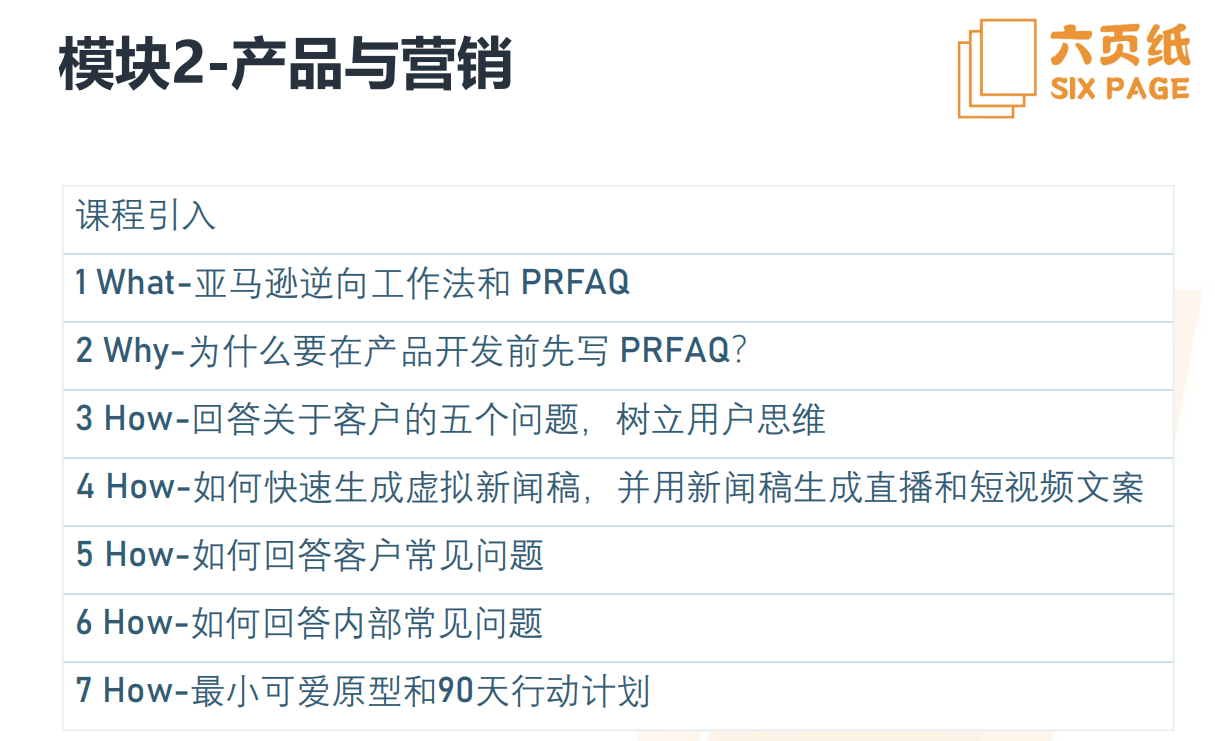 模块2-产品与营销
六页纸
SIX PAGE
课程引入
1 What-亚马逊逆向工作法和 PRFAQ
2 Why-为什么要在产品开发前先写 PRFAQ?
3 How-回答关于客户的五个问题，树立用户思维
4 How-如何快速生成虚拟新闻稿，并用新闻稿生成直播和短视频文案
5 How-如何回答客户常见问题
6 How-如何回答内部常见问题
7 How-最小可爱原型和90天行动计划